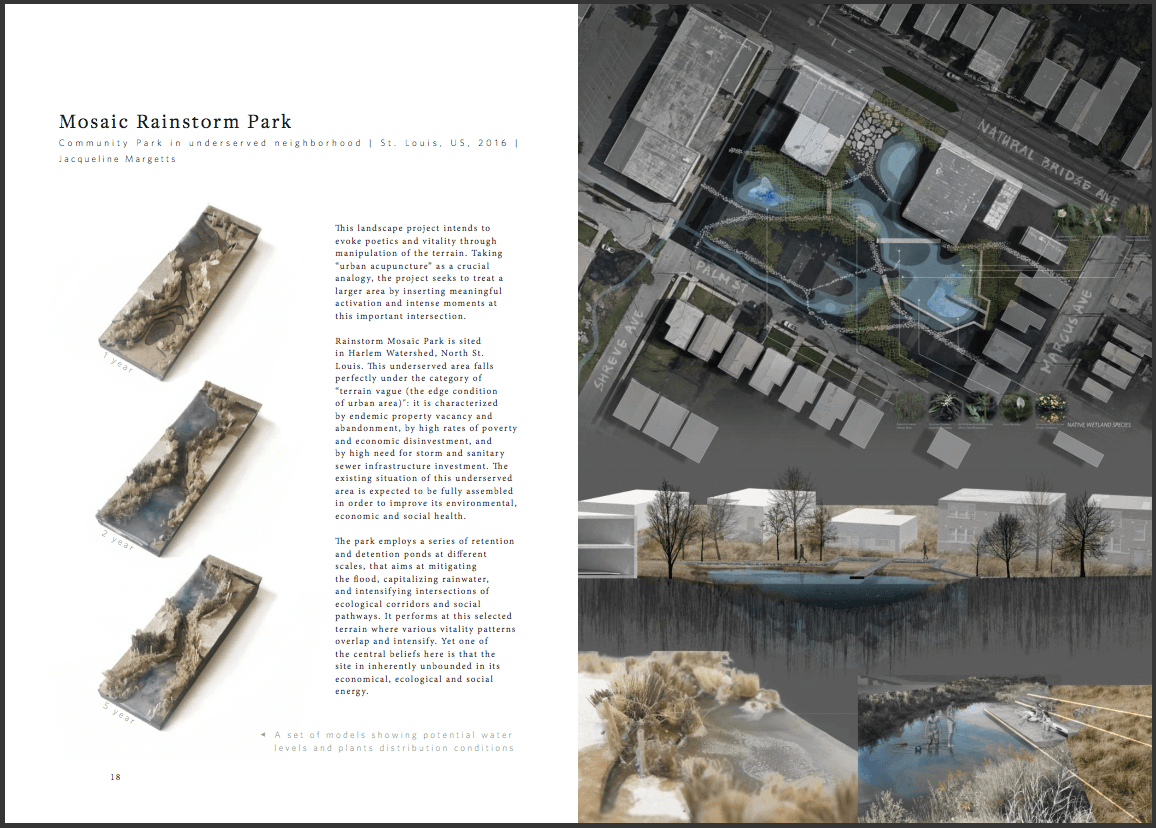 Mosaic Rainstorm Park
Community Park in underserved neighborhood | St. Louis, US, 2016 |
Jacqueline Margetts
This landscape project intends to
evoke poetics and vitality through
manipulation of the terrain. Taking
"urban acupuncture" as a crucial
analogy, the project seeks to treat a
larger area by inserting meaningful
activation and intense moments at
this important intersection.
Rainstorm Mosaic Park is sited
in Harlem Watershed, North St.
Louis. This underserved area falls
perfectly under the category of
"terrain vague (the edge condition
of urban area)": it is characterized
by endemic property vacancy and
abandonment, by high rates of poverty
and economic disinvestment, and
by high need for storm and sanitary
sewer infrastructure investment. The
existing situation of this underserved
area is expected to be fully assembled
in order to improve its environmental,
economic and social health.
The park employs a series of retention
and detention ponds at different
scales, that aims at mitigating
the flood, capitalizing rainwater,
and intensifying intersections of
ecological corridors and social
pathways. It performs at this selected
terrain where various vitality patterns
overlap and intensify. Yet one of
the central beliefs here is that the
site in inherently unbounded in its
economical, ecological and social
energy.
1 year
2 year
5 year
◄ A set of models showing potential water
levels and plants distribution conditions
18
NATURAL BRIDGE AVE
PALM ST
SHREVE AVE
MARCUS AVE
NATIVE WETLAND SPECIES